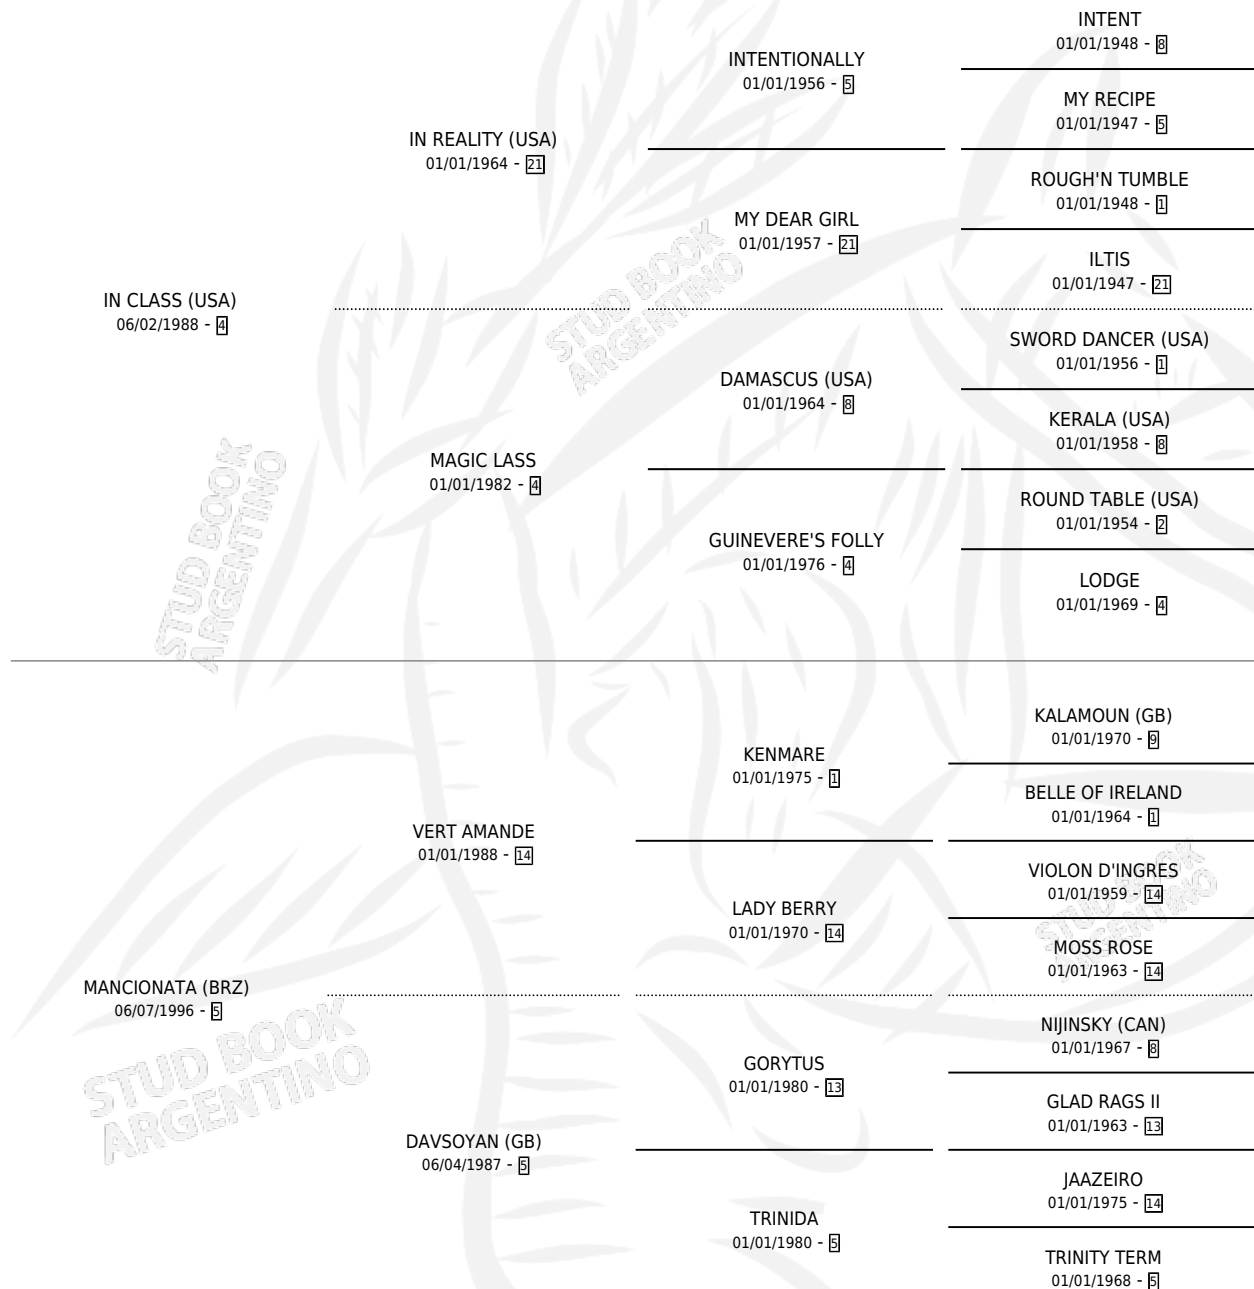 INTENT
01/01/1948 - 8
INTENTIONALLY
01/01/1956 - 5
MY RECIPE
01/01/1947 - 5
IN REALITY (USA)
01/01/1964 - 21
ROUGH'N TUMBLE
01/01/1948 - 1
MY DEAR GIRL
01/01/1957 - 21
ILTIS
01/01/1947 - 21
IN CLASS (USA)
06/02/1988 - 4
SWORD DANCER (USA)
01/01/1956 - 1
DAMASCUS (USA)
01/01/1964 - 8
KERALA (USA)
01/01/1958 - 8
MAGIC LASS
01/01/1982 - 4
ROUND TABLE (USA)
01/01/1954 - 2
GUINEVERE'S FOLLY
01/01/1976 - 4
LODGE
01/01/1969 - 4
STUD BOOK
ARGENTINO
STUD BOOK
ARGENTINO
KALAMOUN (GB)
01/01/1970 - 9
KENMARE
01/01/1975 - 1
BELLE OF IRELAND
01/01/1964 - 1
VERT AMANDE
01/01/1988 - 14
VIOLON D'INGRES
01/01/1959 - 14
LADY BERRY
01/01/1970 - 14
MOSS ROSE
01/01/1963 - 14
MANCIONATA (BRZ)
06/07/1996 - 5
NIJINSKY (CAN)
01/01/1967 - 8
GORYTUS
01/01/1980 - 13
GLAD RAGS II
01/01/1963 - 13
DAVSOYAN (GB)
06/04/1987 - 5
JAAZEIRO
01/01/1975 - 14
TRINIDA
01/01/1980 - 5
TRINITY TERM
01/01/1968 - 5
STUD BOOK
ARGENTINO
STUD BOOK
ARGENTINO